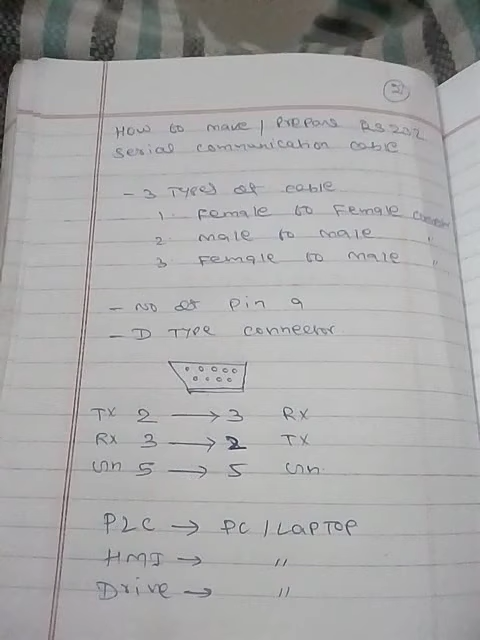 2
How to make / Prepare RS232
serial communication cable
- 3 Types of cable
1. Female to Female connector
2. male to male "
3 Female to male "
- No of Pin 9
- D TYPE connector
TX 2 → 3 RX
RX 3 → 2 TX
Gn 5 → 5 Gn.
PLC → PC / LAPTOP
HMI → "
Drive → "